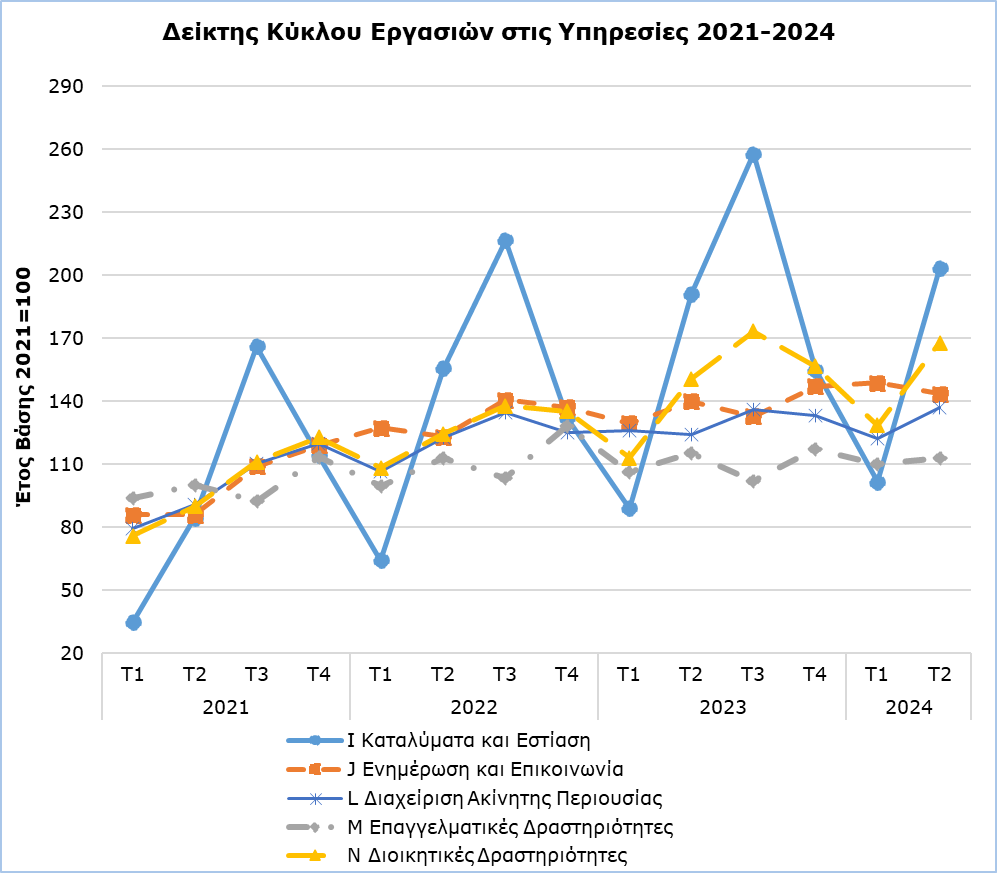 Δείκτης Κύκλου Εργασιών στις Υπηρεσίες 2021-2024
Έτος Βάσης 2021=100
290
260
230
200
170
140
110
80
50
20
Τ1 Τ2 Τ3 Τ4 Τ1 Τ2 Τ3 Τ4 Τ1 Τ2 Τ3 Τ4 Τ1 Τ2
2021 2022 2023 2024
I Καταλύματα και Εστίαση
J Ενημέρωση και Επικοινωνία
L Διαχείριση Ακίνητης Περιουσίας
M Επαγγελματικές Δραστηριότητες
N Διοικητικές Δραστηριότητες